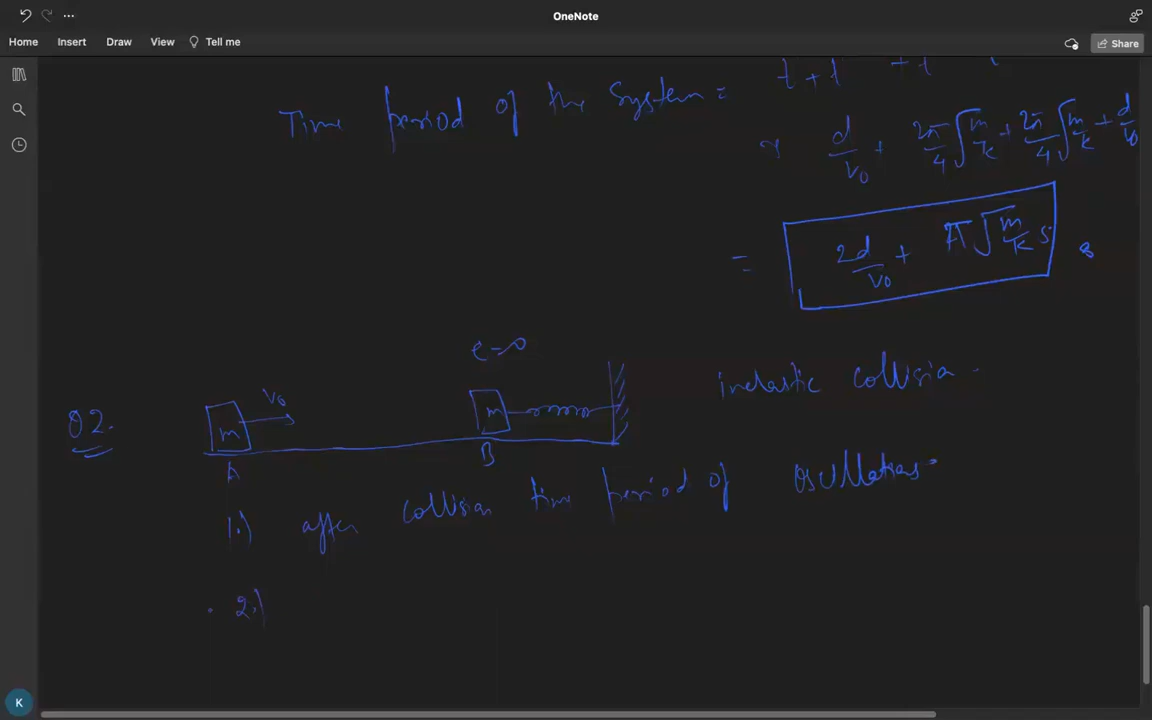 OneNote
Home Insert Draw View Tell me Share
Time period of the System =
d/v0 + 2π/4 √m/k + 2π/4 √m/k + d/v0
= 2d/v0 + π √m/k s
e=0
Q2. m v0 m inelastic collision.
A B
1.) after collision time period of oscillations.
2.)
K